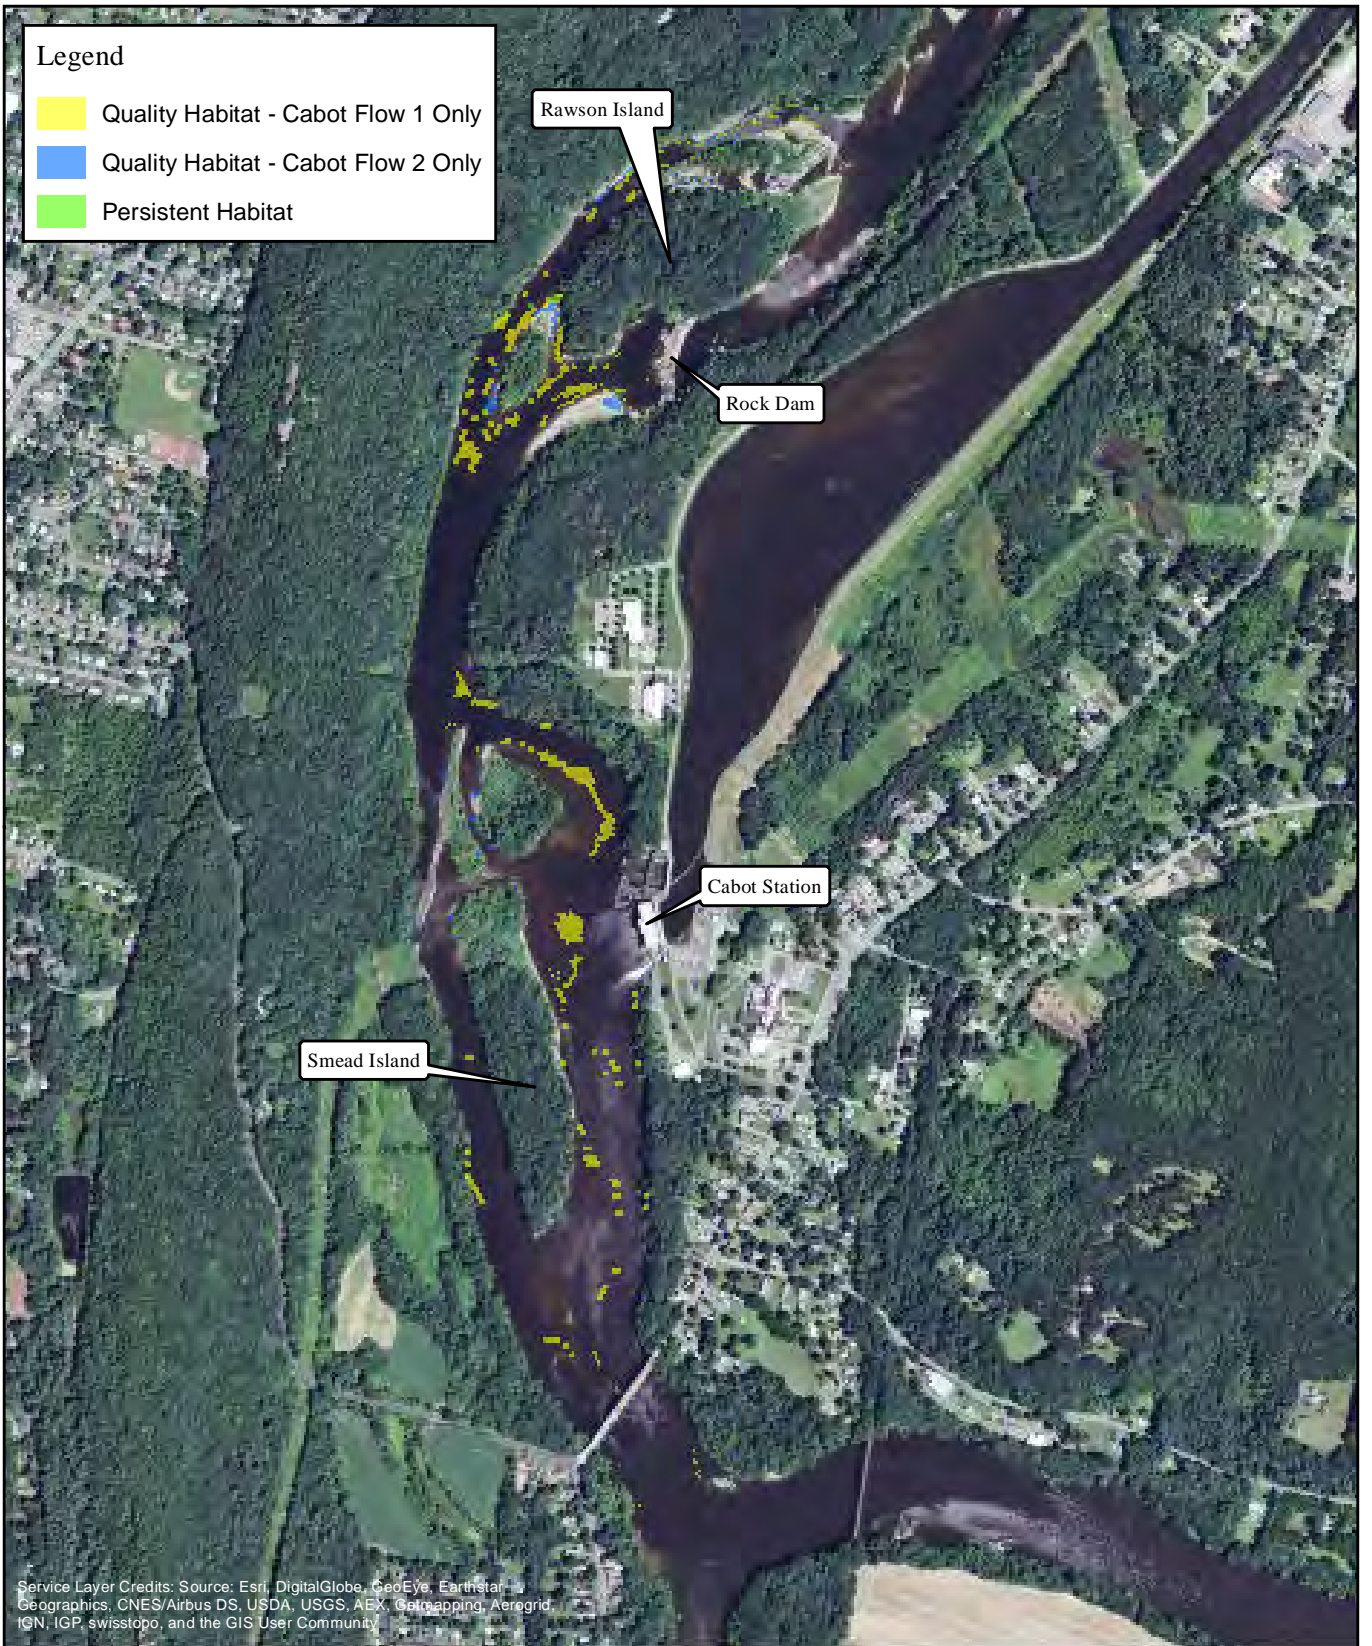 Legend
Quality Habitat - Cabot Flow 1 Only
Quality Habitat - Cabot Flow 2 Only
Persistent Habitat
Rawson Island
Rock Dam
Cabot Station
Smead Island
Service Layer Credits: Source: Esri, DigitalGlobe, GeoEye, Earthstar
Geographics, CNES/Airbus DS, USDA, USGS, AEX, Getmapping, Aerogrid,
IGN, IGP, swisstopo, and the GIS User Community